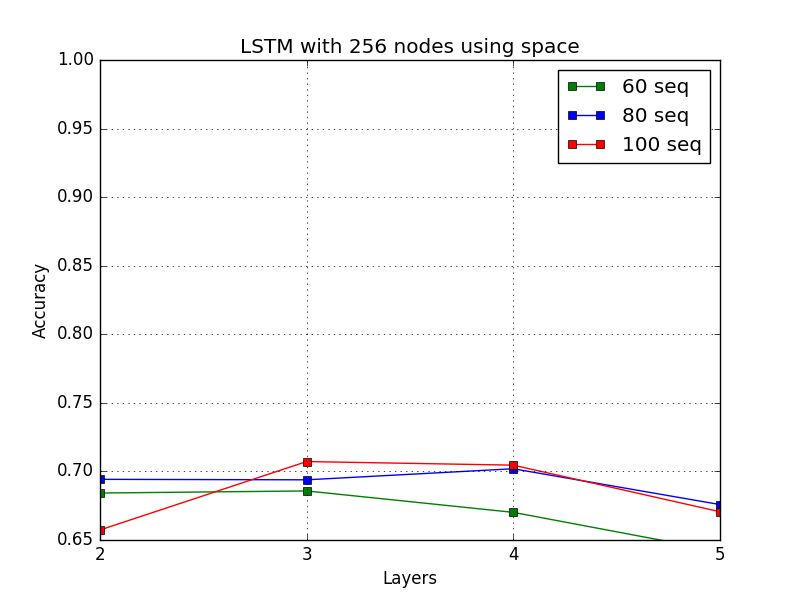 LSTM with 256 nodes using space
1.00
0.95
0.90
0.85
0.80
0.75
0.70
0.65
Accuracy
60 seq
80 seq
100 seq
2 3 4 5
Layers